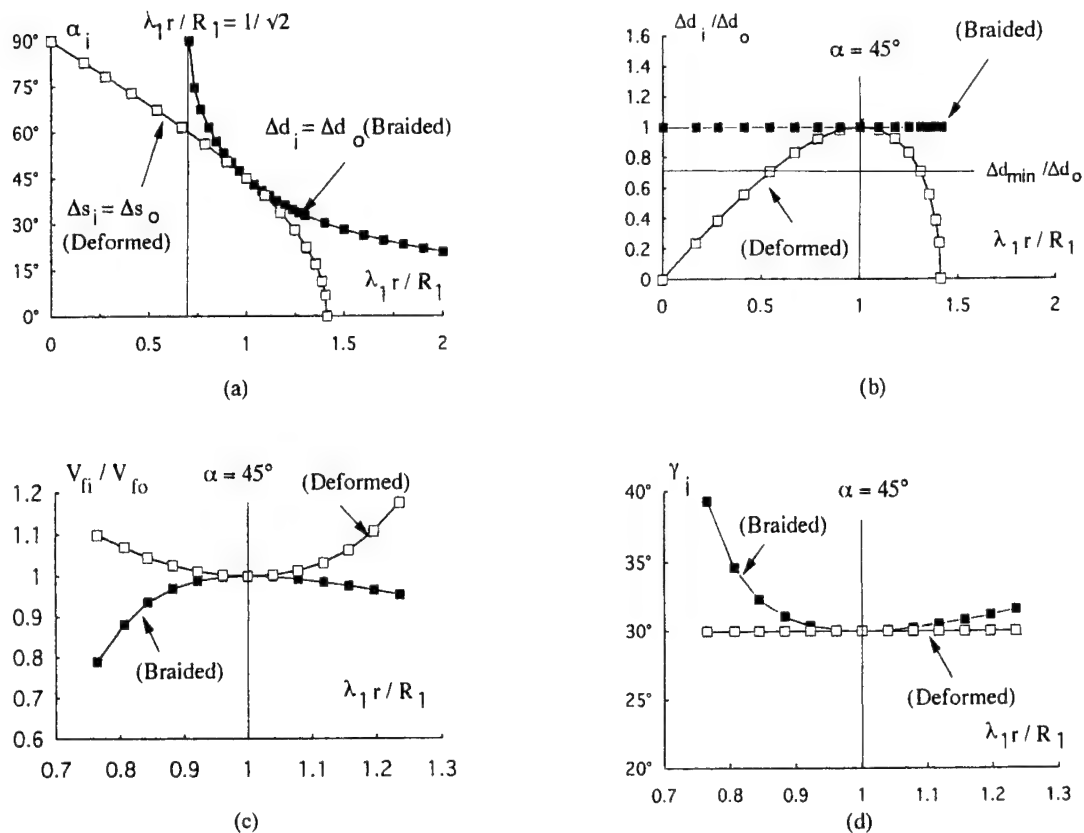 α_i λ_1 r / R_1 = 1/ √2
90°
75°
60°
45°
30°
15°
0°
Δd_i = Δd_o (Braided)
Δs_i = Δs_o
(Deformed)
λ_1 r / R_1
0 0.5 1 1.5 2
(a)
Δd_i /Δd_o
1.6
1.4
1.2
1
0.8
0.6
0.4
0.2
0
α = 45°
(Braided)
Δd_min /Δd_o
(Deformed)
λ_1 r / R_1
0 0.5 1 1.5 2
(b)
V_fi / V_fo α = 45°
1.2
1.1
1
0.9
0.8
0.7
0.6
(Deformed)
(Braided)
λ_1 r / R_1
0.7 0.8 0.9 1 1.1 1.2 1.3
(c)
γ_i
40°
35°
30°
25°
20°
α = 45°
(Braided)
(Deformed)
λ_1 r / R_1
0.7 0.8 0.9 1 1.1 1.2 1.3
(d)